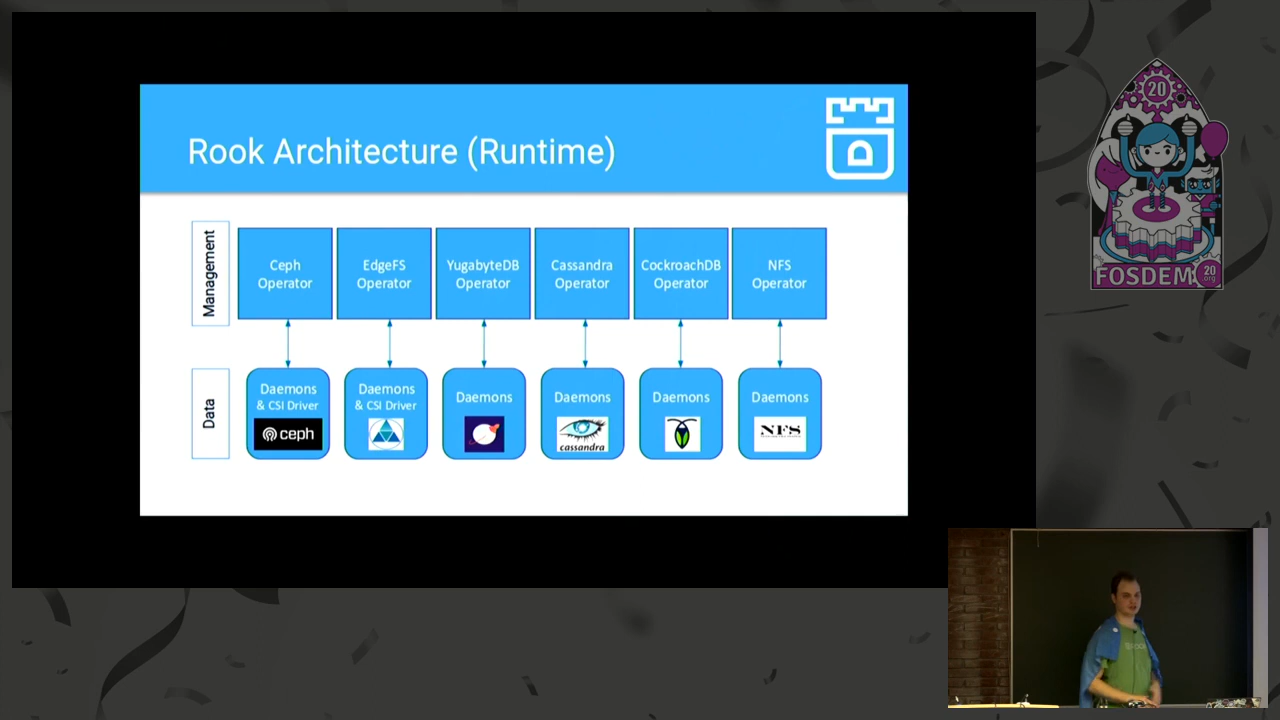 Rook Architecture (Runtime)
Management
Ceph
Operator
EdgeFS
Operator
YugabyteDB
Operator
Cassandra
Operator
CockroachDB
Operator
NFS
Operator
Data
Daemons
& CSI Driver
ceph
Daemons
& CSI Driver
Daemons
Daemons
cassandra
Daemons
Daemons
NFS
20
FOSDEM
20
.org